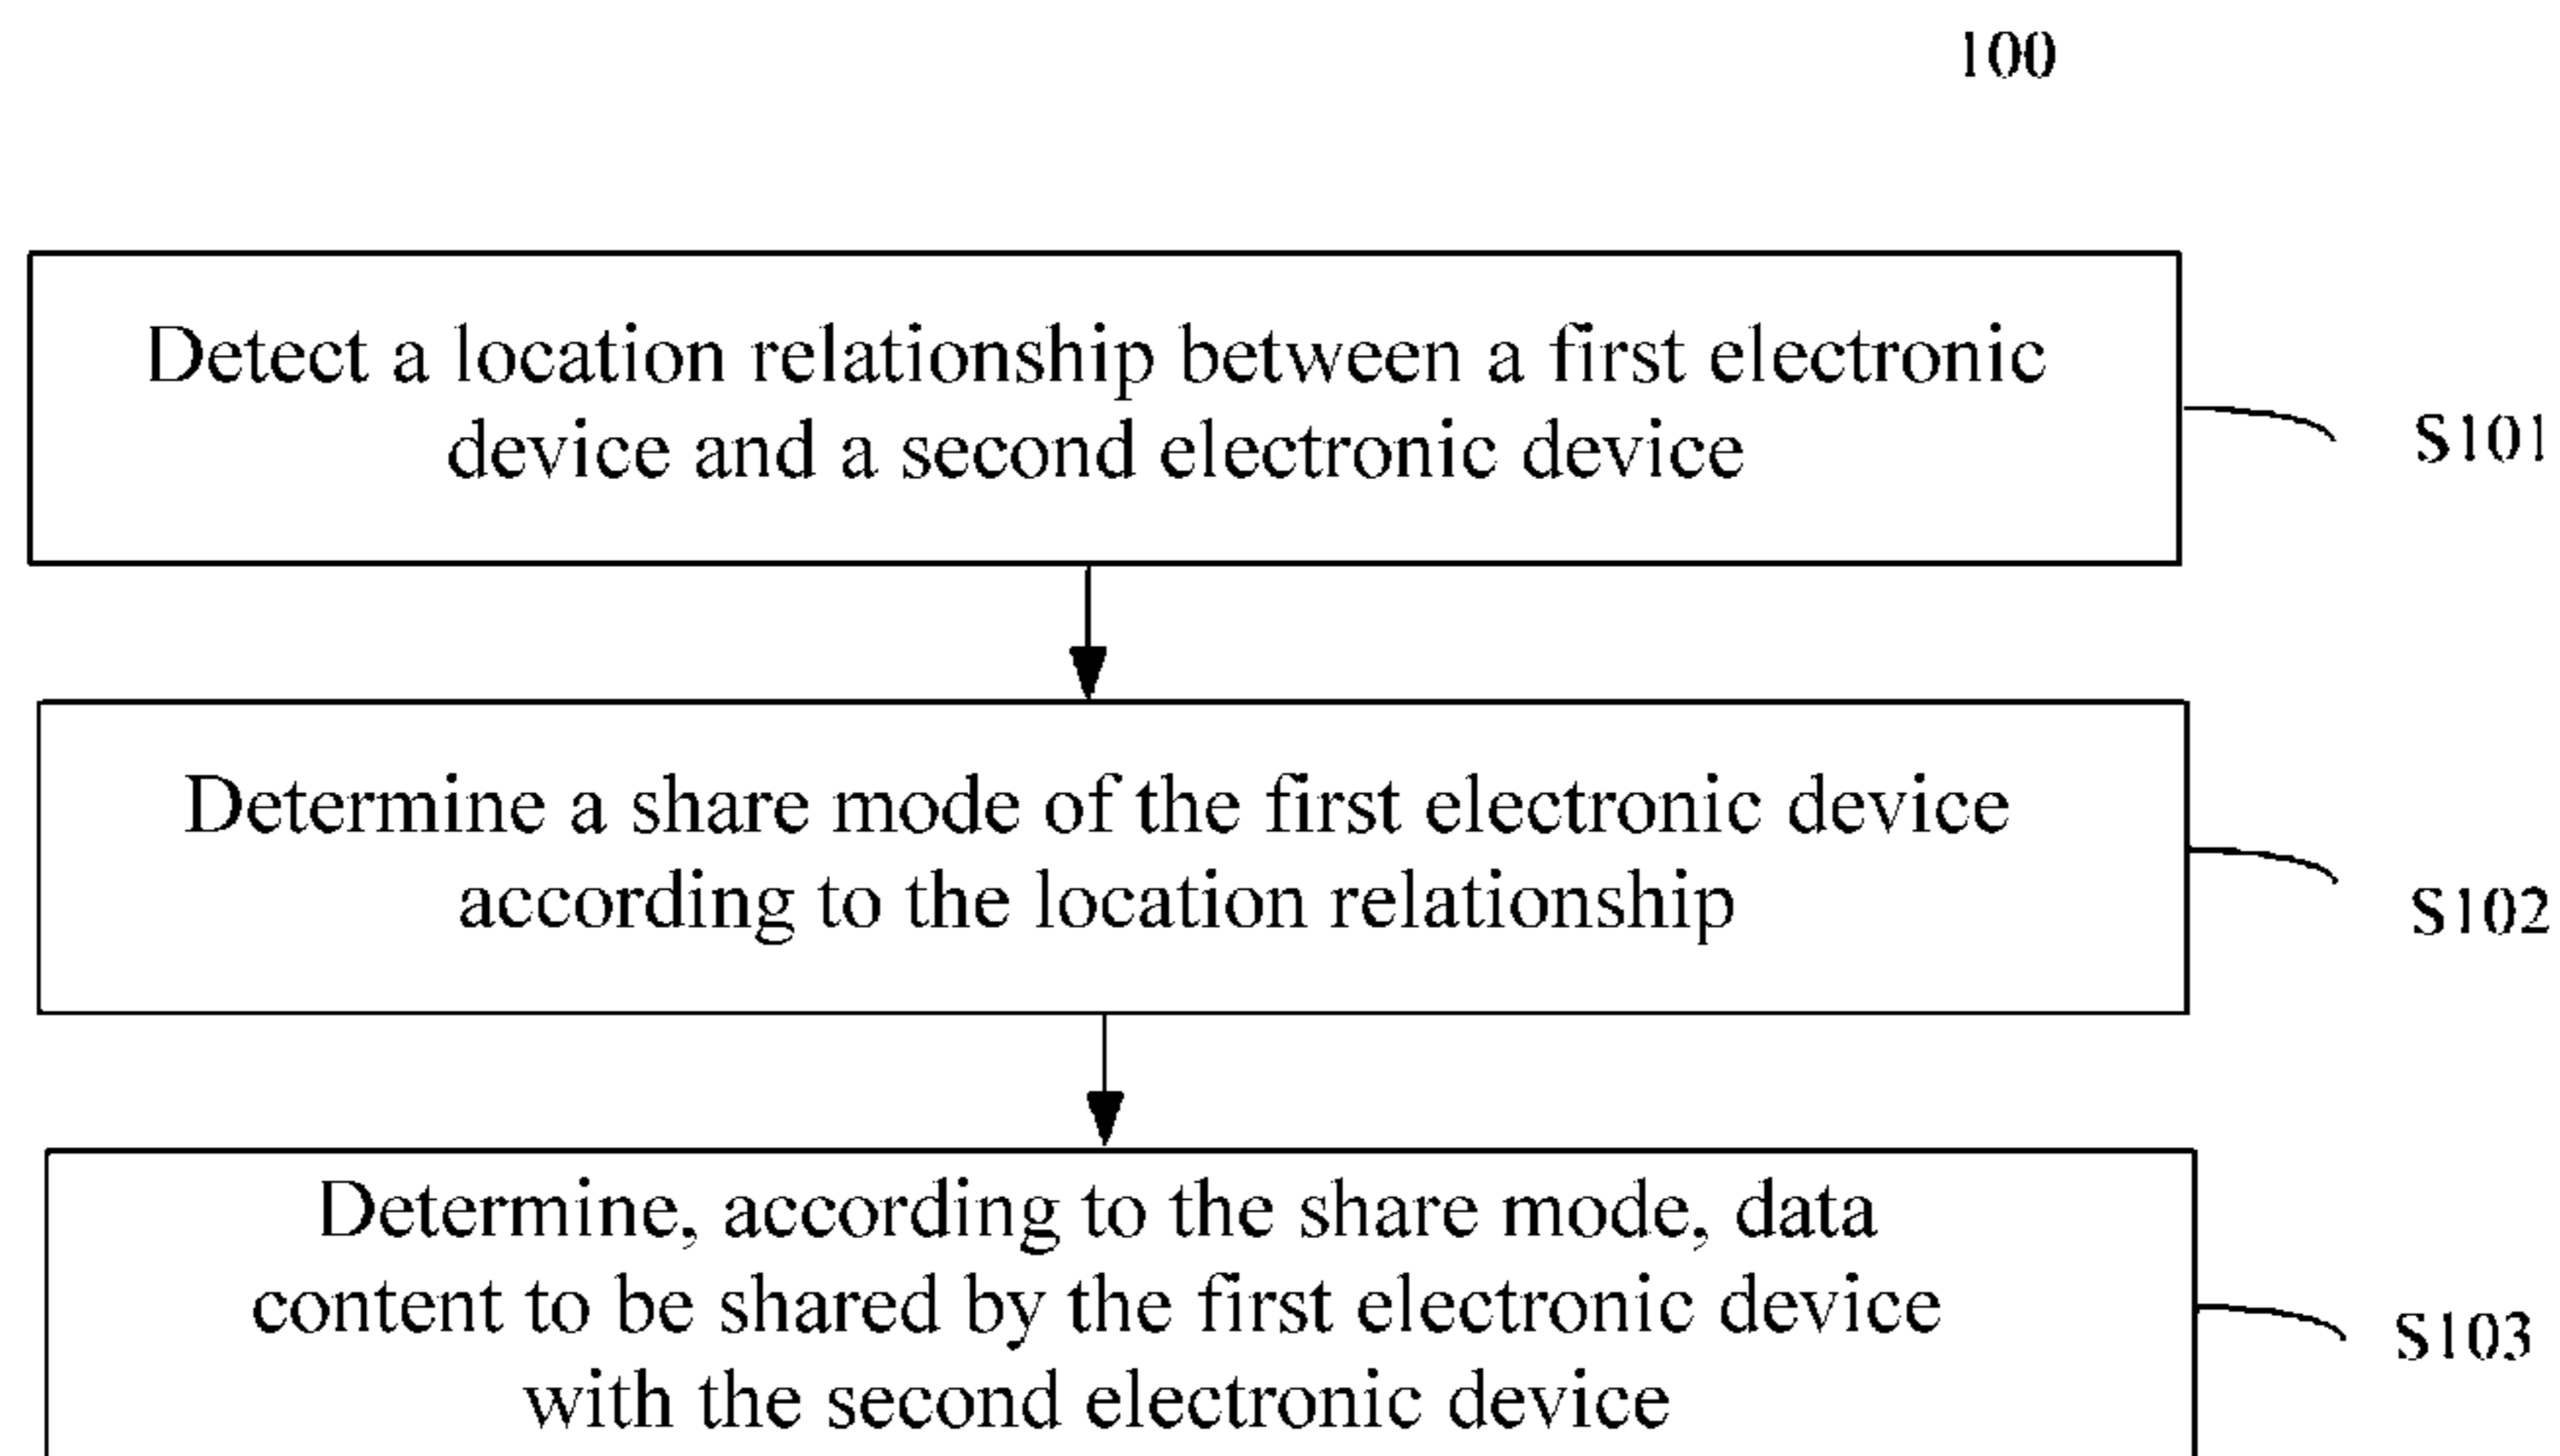 100
Detect a location relationship between a first electronic
device and a second electronic device
S101
Determine a share mode of the first electronic device
according to the location relationship
S102
Determine, according to the share mode, data
content to be shared by the first electronic device
with the second electronic device
S103